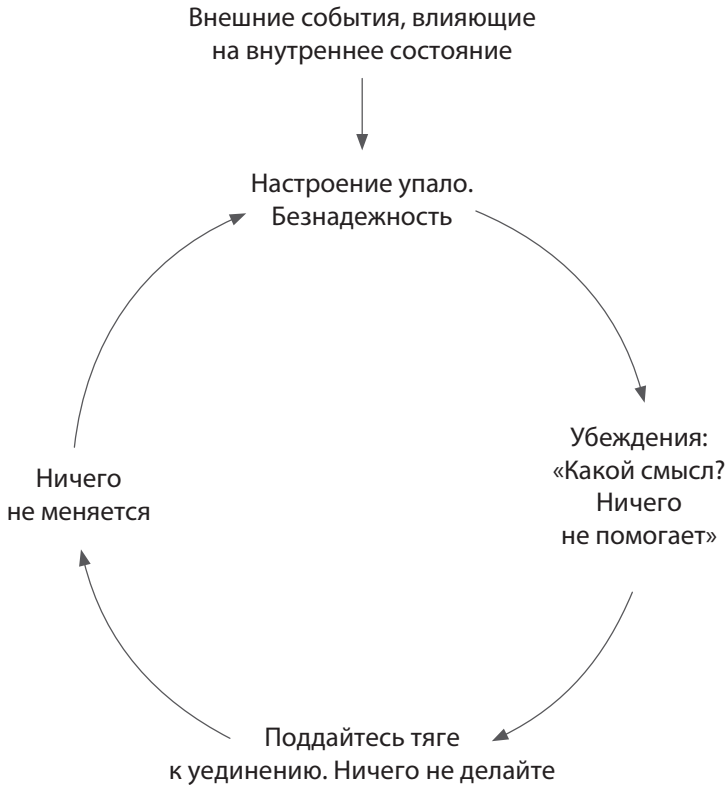 Внешние события, влияющие
на внутреннее состояние
Настроение упало.
Безнадежность
Убеждения:
«Какой смысл?
Ничего
не помогает»
Поддайтесь тяге
к уединению. Ничего не делайте
Ничего
не меняется